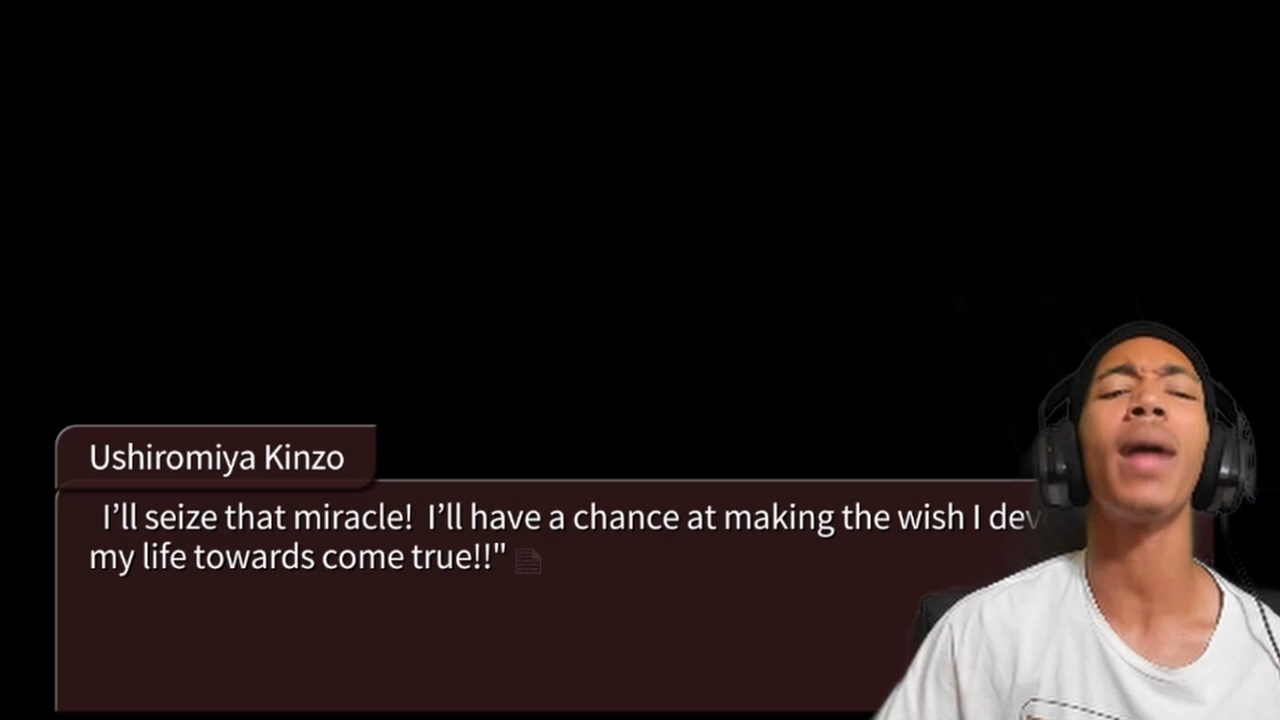 Ushiromiya Kinzo
I’ll seize that miracle!  I’ll have a chance at making the wish I
my life towards come true!!"